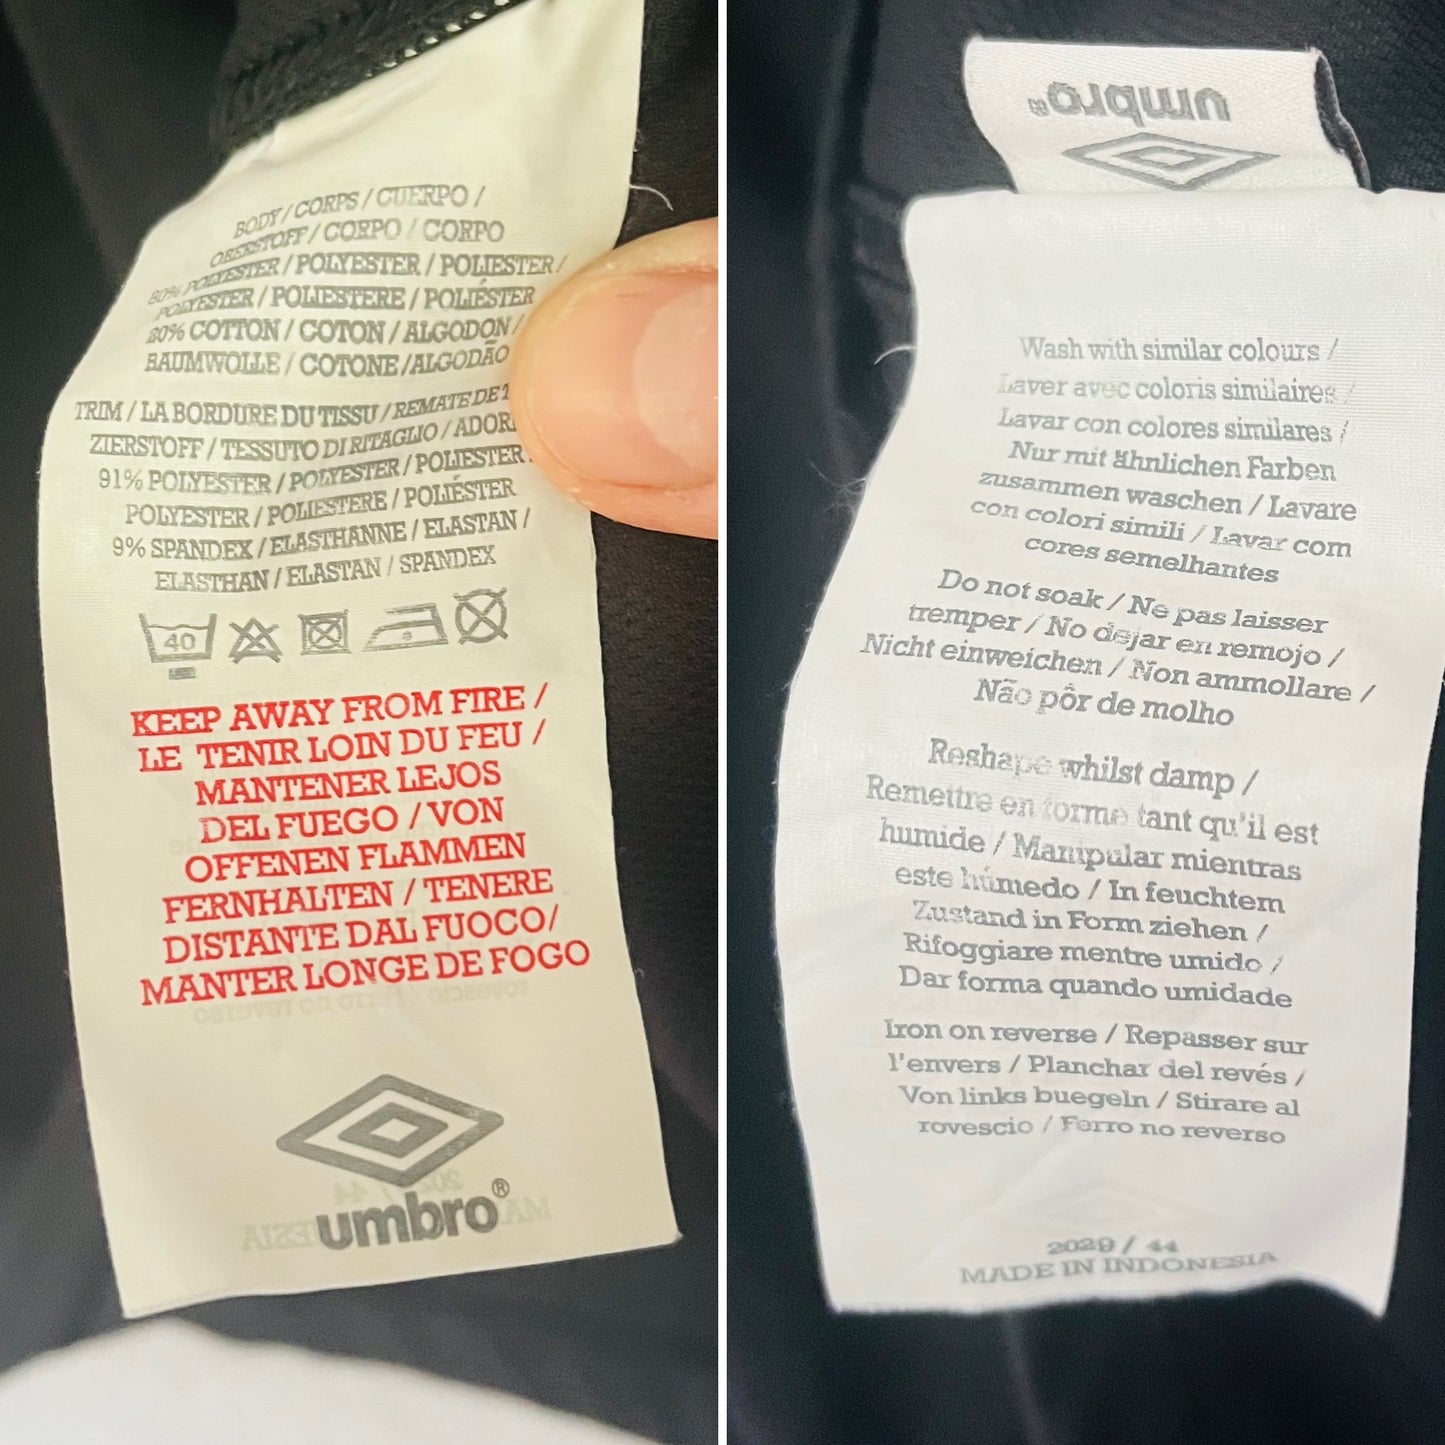 BODY / CORPS / CUERPO /
OBERSTOFF / CORPO / CORPO
80% POLYESTER / POLYESTER / POLIESTER /
POLYESTER / POLIESTERE / POLIÉSTER
20% COTTON / COTON / ALGODON /
BAUMWOLLE / COTONE / ALGODÃO
TRIM / LA BORDURE DU TISSU / REMATE DE
ZIERSTOFF / TESSUTO DI RITAGLIO /
91% POLYESTER / POLYESTER / POLIESTER
POLYESTER / POLIESTERE / POLIÉSTER
9% SPANDEX / ELASTHANNE / ELASTAN /
ELASTHAN / ELASTAN / SPANDEX
40
KEEP AWAY FROM FIRE /
LE TENIR LOIN DU FEU /
MANTENER LEJOS
DEL FUEGO / VON
OFFENEN FLAMMEN
FERNHALTEN / TENERE
DISTANTE DAL FUOCO/
MANTER LONGE DE FOGO
umbro®
umbro®
Wash with similar colours /
Laver avec coloris similaires /
Lavar con colores similares /
Nur mit ähnlichen Farben
zusammen waschen / Lavare
con colori simili / Lavar com
cores semelhantes
Do not soak / Ne pas laisser
tremper / No dejar en remojo /
Nicht einweichen / Non ammollare /
Não pôr de molho
Reshape whilst damp /
Remettre en forme tant qu'il est
humide / Manipular mientras
este húmedo / In feuchtem
Zustand in Form ziehen /
Rifoggiare mentre umido /
Dar forma quando umidade
Iron on reverse / Repasser sur
l'envers / Planchar del revés /
Von links buegeln / Stirare al
rovescio / Ferro no reverso
2029 / 44
MADE IN INDONESIA